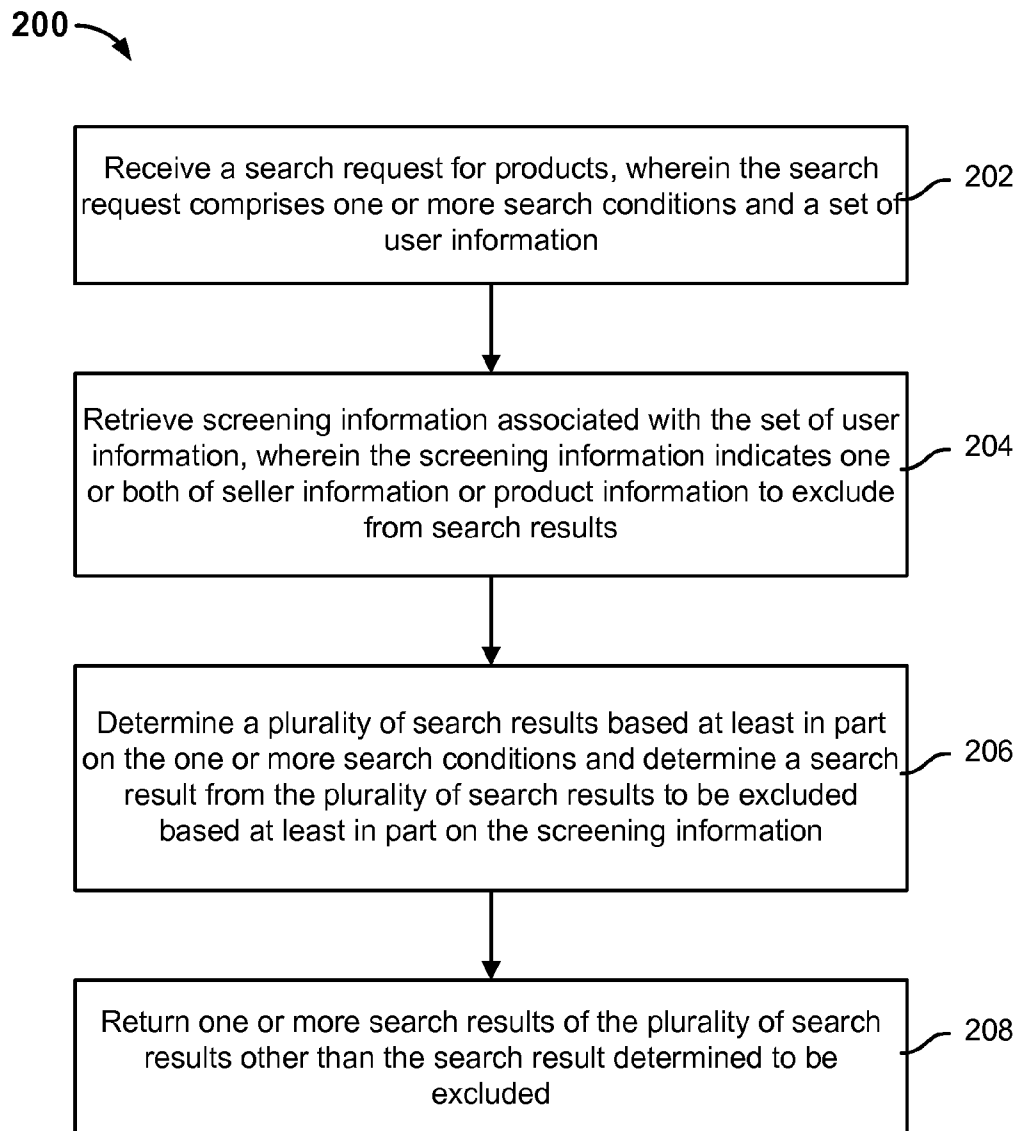 200
Receive a search request for products, wherein the search
request comprises one or more search conditions and a set of
user information
202
Retrieve screening information associated with the set of user
information, wherein the screening information indicates one
or both of seller information or product information to exclude
from search results
204
Determine a plurality of search results based at least in part
on the one or more search conditions and determine a search
result from the plurality of search results to be excluded
based at least in part on the screening information
206
Return one or more search results of the plurality of search
results other than the search result determined to be
excluded
208